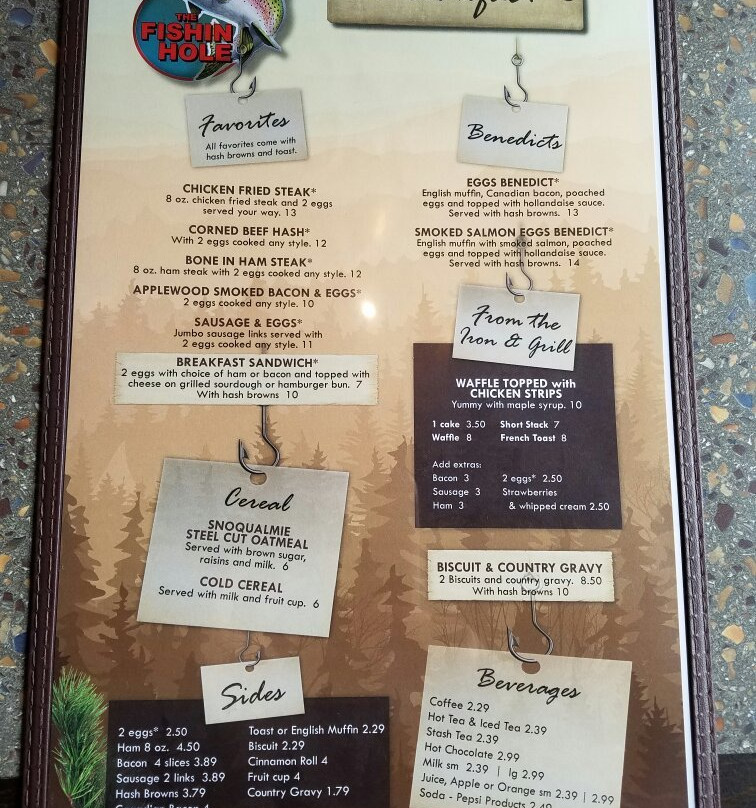 THE
FISHIN
HOLE
Favorites
All favorites come with
hash browns and toast.
CHICKEN FRIED STEAK*
8 oz. chicken fried steak and 2 eggs
served your way. 13
CORNED BEEF HASH*
With 2 eggs cooked any style. 12
BONE IN HAM STEAK*
8 oz. ham steak with 2 eggs cooked any style. 12
APPLEWOOD SMOKED BACON & EGGS*
2 eggs cooked any style. 10
SAUSAGE & EGGS*
Jumbo sausage links served with
2 eggs cooked any style. 11
BREAKFAST SANDWICH*
2 eggs with choice of ham or bacon and topped with
cheese on grilled sourdough or hamburger bun. 7
With hash browns 10
Cereal
SNOQUALMIE
STEEL CUT OATMEAL
Served with brown sugar,
raisins and milk. 6
COLD CEREAL
Served with milk and fruit cup. 6
Sides
2 eggs* 2.50
Ham 8 oz. 4.50
Bacon 4 slices 3.89
Sausage 2 links 3.89
Hash Browns 3.79
Canadian Bacon 4
Toast or English Muffin 2.29
Biscuit 2.29
Cinnamon Roll 4
Fruit cup 4
Country Gravy 1.79
Benedicts
EGGS BENEDICT*
English muffin, Canadian bacon, poached
eggs and topped with hollandaise sauce.
Served with hash browns. 13
SMOKED SALMON EGGS BENEDICT*
English muffin with smoked salmon, poached
eggs and topped with hollandaise sauce.
Served with hash browns. 14
From the
Iron & Grill
WAFFLE TOPPED with
CHICKEN STRIPS
Yummy with maple syrup. 10
1 cake 3.50 Short Stack 7
Waffle 8 French Toast 8
Add extras:
Bacon 3 2 eggs* 2.50
Sausage 3 Strawberries
Ham 3 & whipped cream 2.50
BISCUIT & COUNTRY GRAVY
2 Biscuits and country gravy. 8.50
With hash browns 10
Beverages
Coffee 2.29
Hot Tea & Iced Tea 2.39
Stash Tea 2.39
Hot Chocolate 2.99
Milk sm 2.39 | lg 2.99
Juice, Apple or Orange sm 2.39 | 2.99
Soda - Pepsi Products